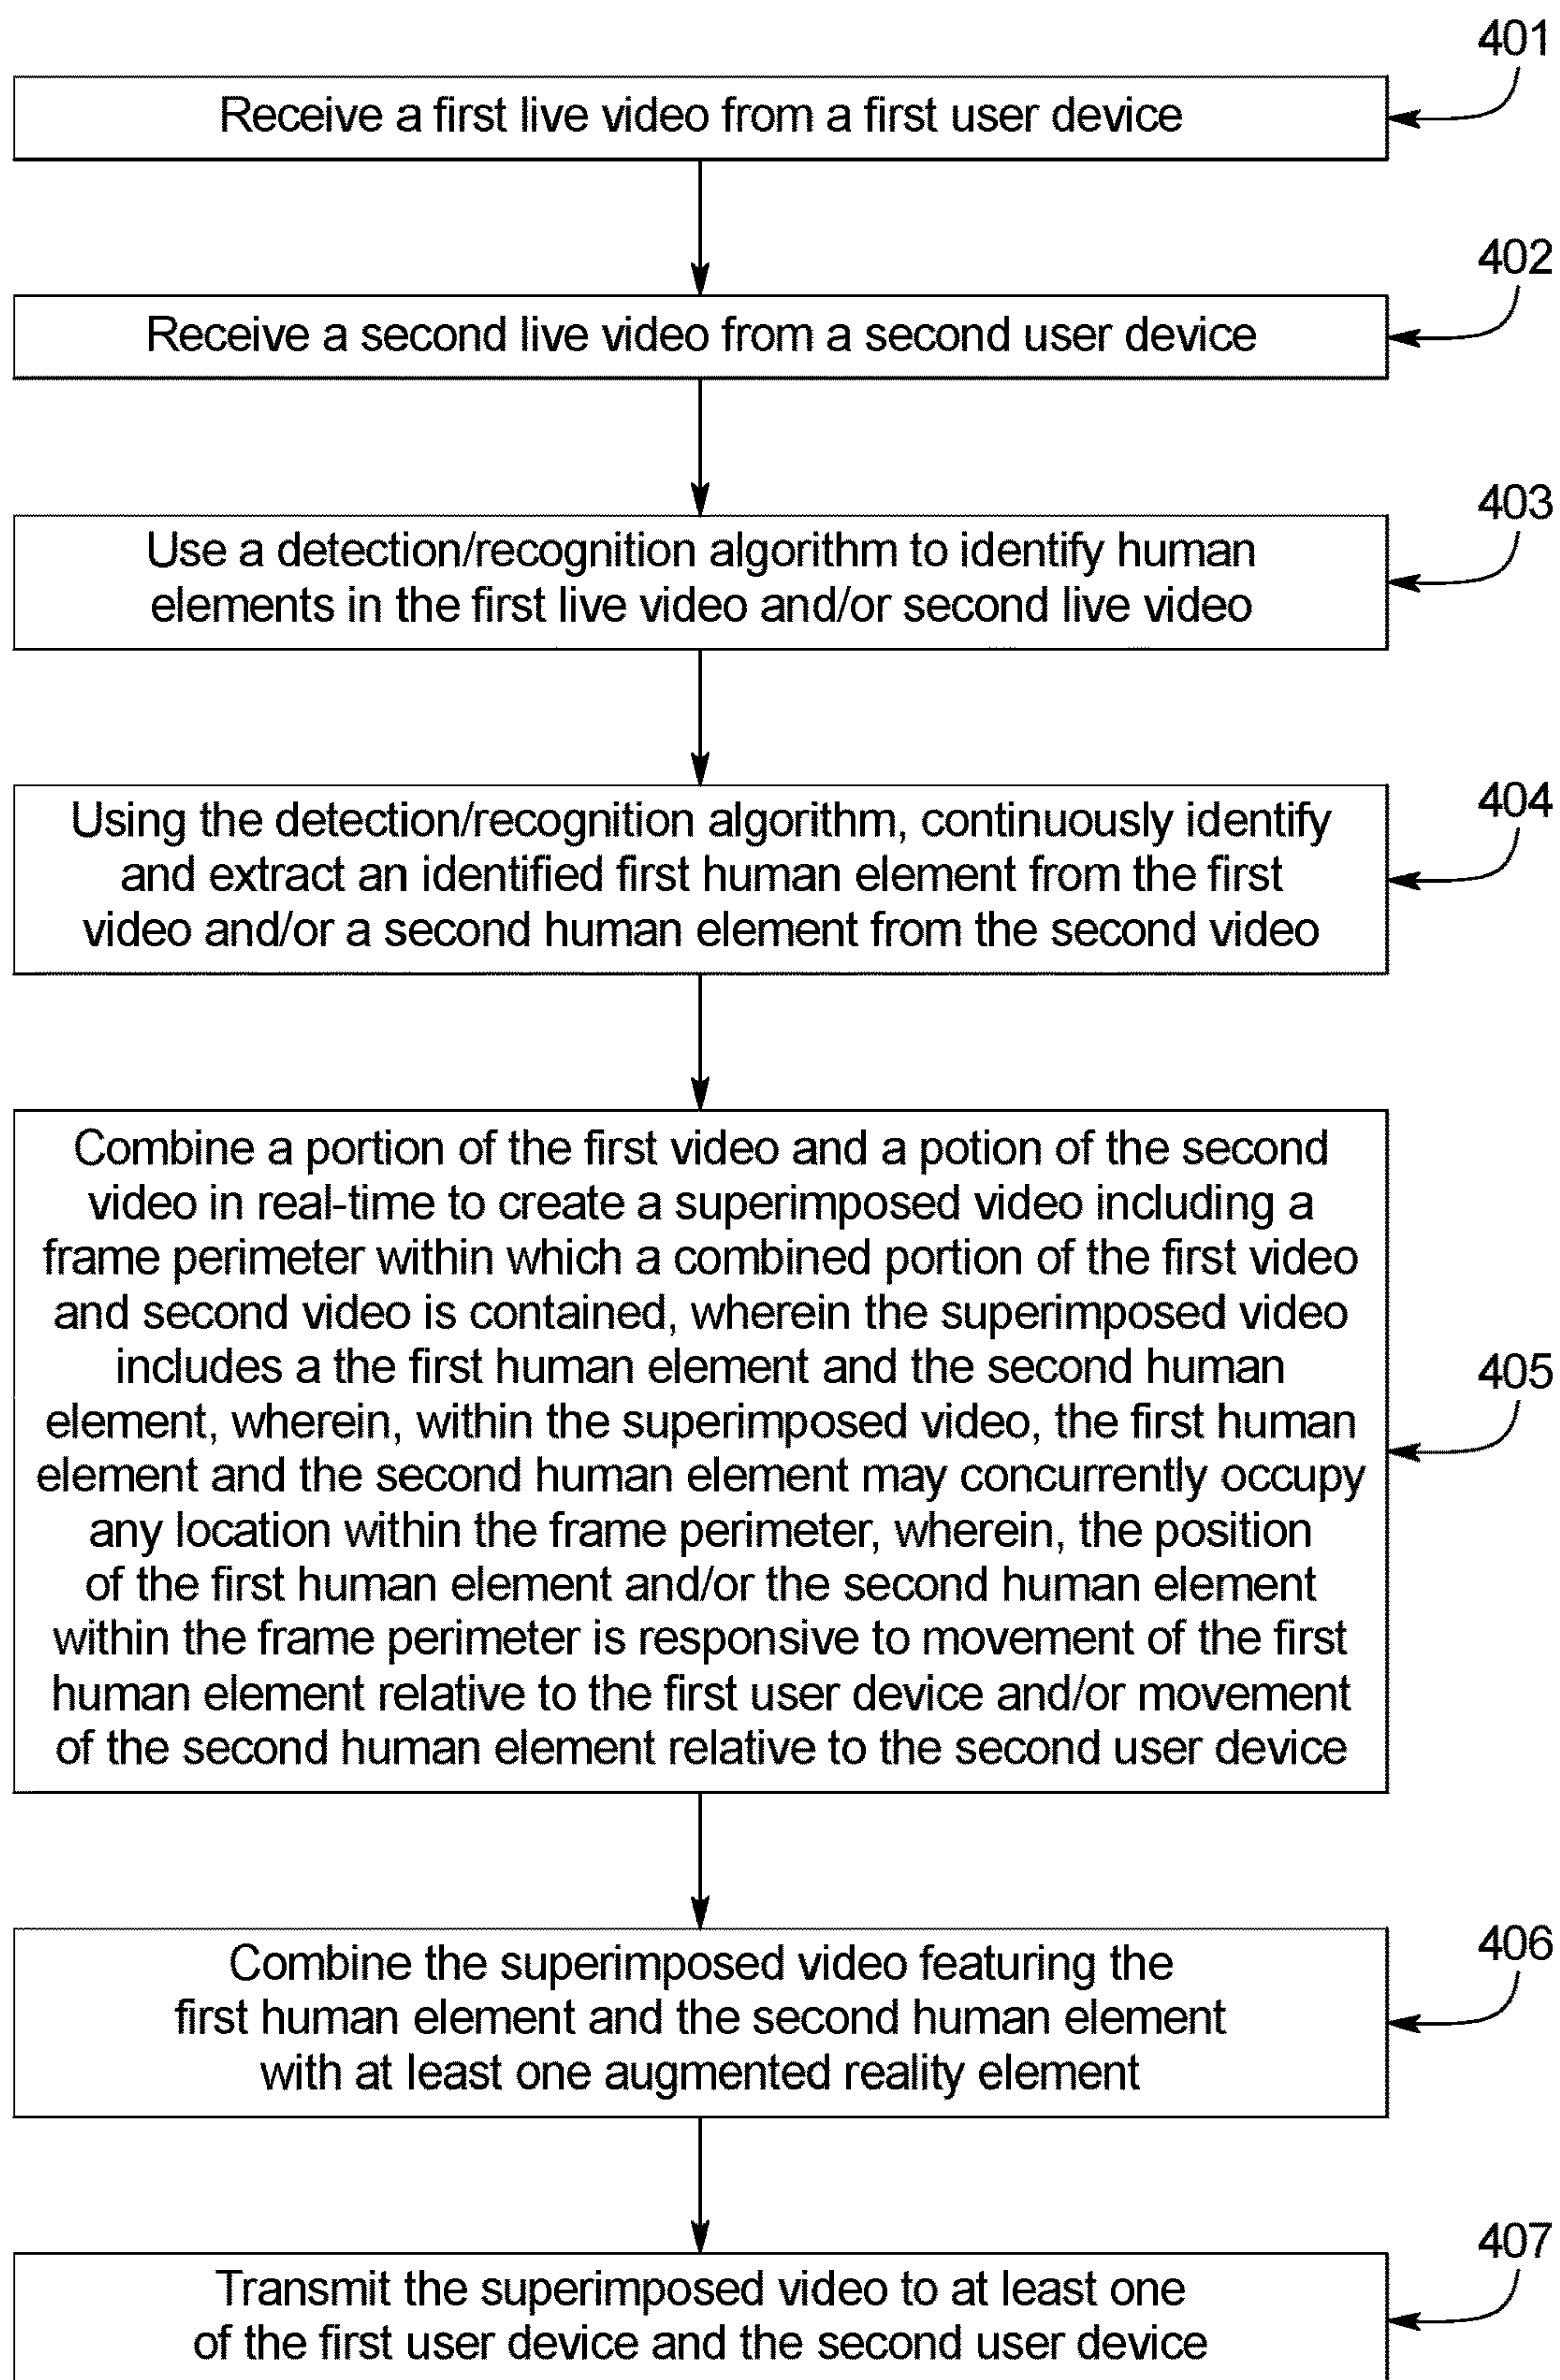 401
Receive a first live video from a first user device
402
Receive a second live video from a second user device
403
Use a detection/recognition algorithm to identify human
elements in the first live video and/or second live video
404
Using the detection/recognition algorithm, continuously identify
and extract an identified first human element from the first
video and/or a second human element from the second video
405
Combine a portion of the first video and a potion of the second
video in real-time to create a superimposed video including a
frame perimeter within which a combined portion of the first video
and second video is contained, wherein the superimposed video
includes a the first human element and the second human
element, wherein, within the superimposed video, the first human
element and the second human element may concurrently occupy
any location within the frame perimeter, wherein, the position
of the first human element and/or the second human element
within the frame perimeter is responsive to movement of the first
human element relative to the first user device and/or movement
of the second human element relative to the second user device
406
Combine the superimposed video featuring the
first human element and the second human element
with at least one augmented reality element
407
Transmit the superimposed video to at least one
of the first user device and the second user device